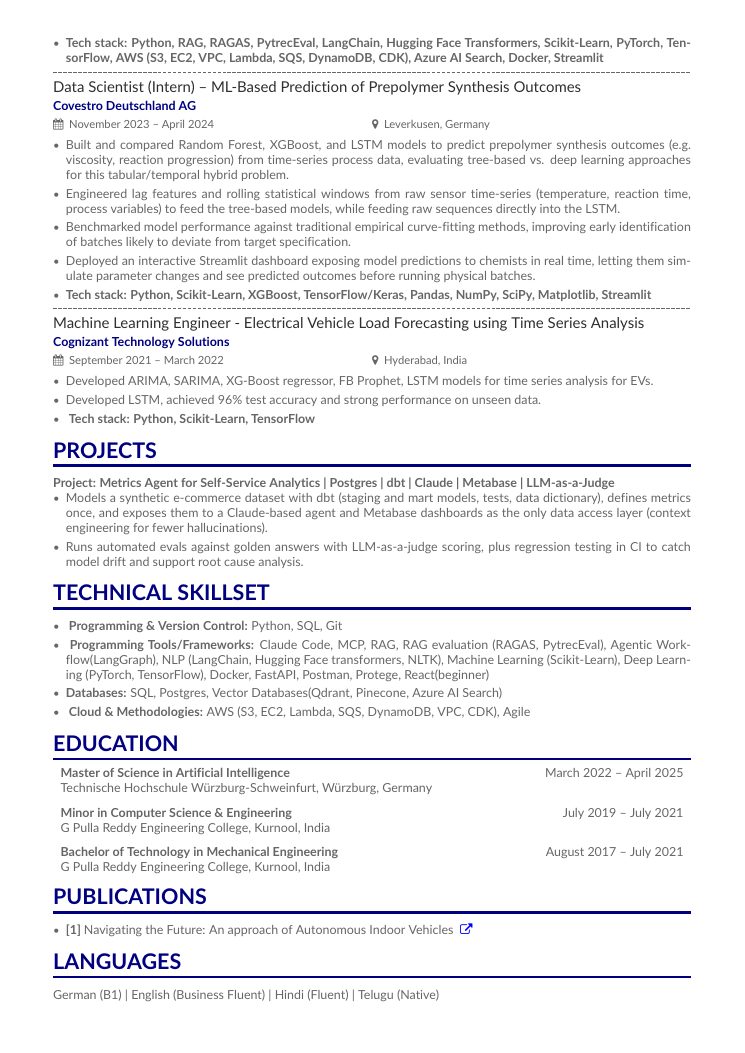 • Tech stack: Python, RAG, RAGAS, PytrecEval, LangChain, Hugging Face Transformers, Scikit-Learn, PyTorch, Ten-
sorFlow, AWS (S3, EC2, VPC, Lambda, SQS, DynamoDB, CDK), Azure AI Search, Docker, Streamlit
Data Scientist (Intern) – ML-Based Prediction of Prepolymer Synthesis Outcomes
Covestro Deutschland AG
November 2023 – April 2024 Leverkusen, Germany
• Built and compared Random Forest, XGBoost, and LSTM models to predict prepolymer synthesis outcomes (e.g.
viscosity, reaction progression) from time-series process data, evaluating tree-based vs. deep learning approaches
for this tabular/temporal hybrid problem.
• Engineered lag features and rolling statistical windows from raw sensor time-series (temperature, reaction time,
process variables) to feed the tree-based models, while feeding raw sequences directly into the LSTM.
• Benchmarked model performance against traditional empirical curve-fitting methods, improving early identification
of batches likely to deviate from target specification.
• Deployed an interactive Streamlit dashboard exposing model predictions to chemists in real time, letting them sim-
ulate parameter changes and see predicted outcomes before running physical batches.
• Tech stack: Python, Scikit-Learn, XGBoost, TensorFlow/Keras, Pandas, NumPy, SciPy, Matplotlib, Streamlit
Machine Learning Engineer - Electrical Vehicle Load Forecasting using Time Series Analysis
Cognizant Technology Solutions
September 2021 – March 2022 Hyderabad, India
• Developed ARIMA, SARIMA, XG-Boost regressor, FB Prophet, LSTM models for time series analysis for EVs.
• Developed LSTM, achieved 96% test accuracy and strong performance on unseen data.
• Tech stack: Python, Scikit-Learn, TensorFlow
PROJECTS
Project: Metrics Agent for Self-Service Analytics | Postgres | dbt | Claude | Metabase | LLM-as-a-Judge
• Models a synthetic e-commerce dataset with dbt (staging and mart models, tests, data dictionary), defines metrics
once, and exposes them to a Claude-based agent and Metabase dashboards as the only data access layer (context
engineering for fewer hallucinations).
• Runs automated evals against golden answers with LLM-as-a-judge scoring, plus regression testing in CI to catch
model drift and support root cause analysis.
TECHNICAL SKILLSET
• Programming & Version Control: Python, SQL, Git
• Programming Tools/Frameworks: Claude Code, MCP, RAG, RAG evaluation (RAGAS, PytrecEval), Agentic Work-
flow(LangGraph), NLP (LangChain, Hugging Face transformers, NLTK), Machine Learning (Scikit-Learn), Deep Learn-
ing (PyTorch, TensorFlow), Docker, FastAPI, Postman, Protege, React(beginner)
• Databases: SQL, Postgres, Vector Databases(Qdrant, Pinecone, Azure AI Search)
• Cloud & Methodologies: AWS (S3, EC2, Lambda, SQS, DynamoDB, VPC, CDK), Agile
EDUCATION
Master of Science in Artificial Intelligence March 2022 – April 2025
Technische Hochschule Würzburg-Schweinfurt, Würzburg, Germany
Minor in Computer Science & Engineering July 2019 – July 2021
G Pulla Reddy Engineering College, Kurnool, India
Bachelor of Technology in Mechanical Engineering August 2017 – July 2021
G Pulla Reddy Engineering College, Kurnool, India
PUBLICATIONS
• [1] Navigating the Future: An approach of Autonomous Indoor Vehicles
LANGUAGES
German (B1) | English (Business Fluent) | Hindi (Fluent) | Telugu (Native)